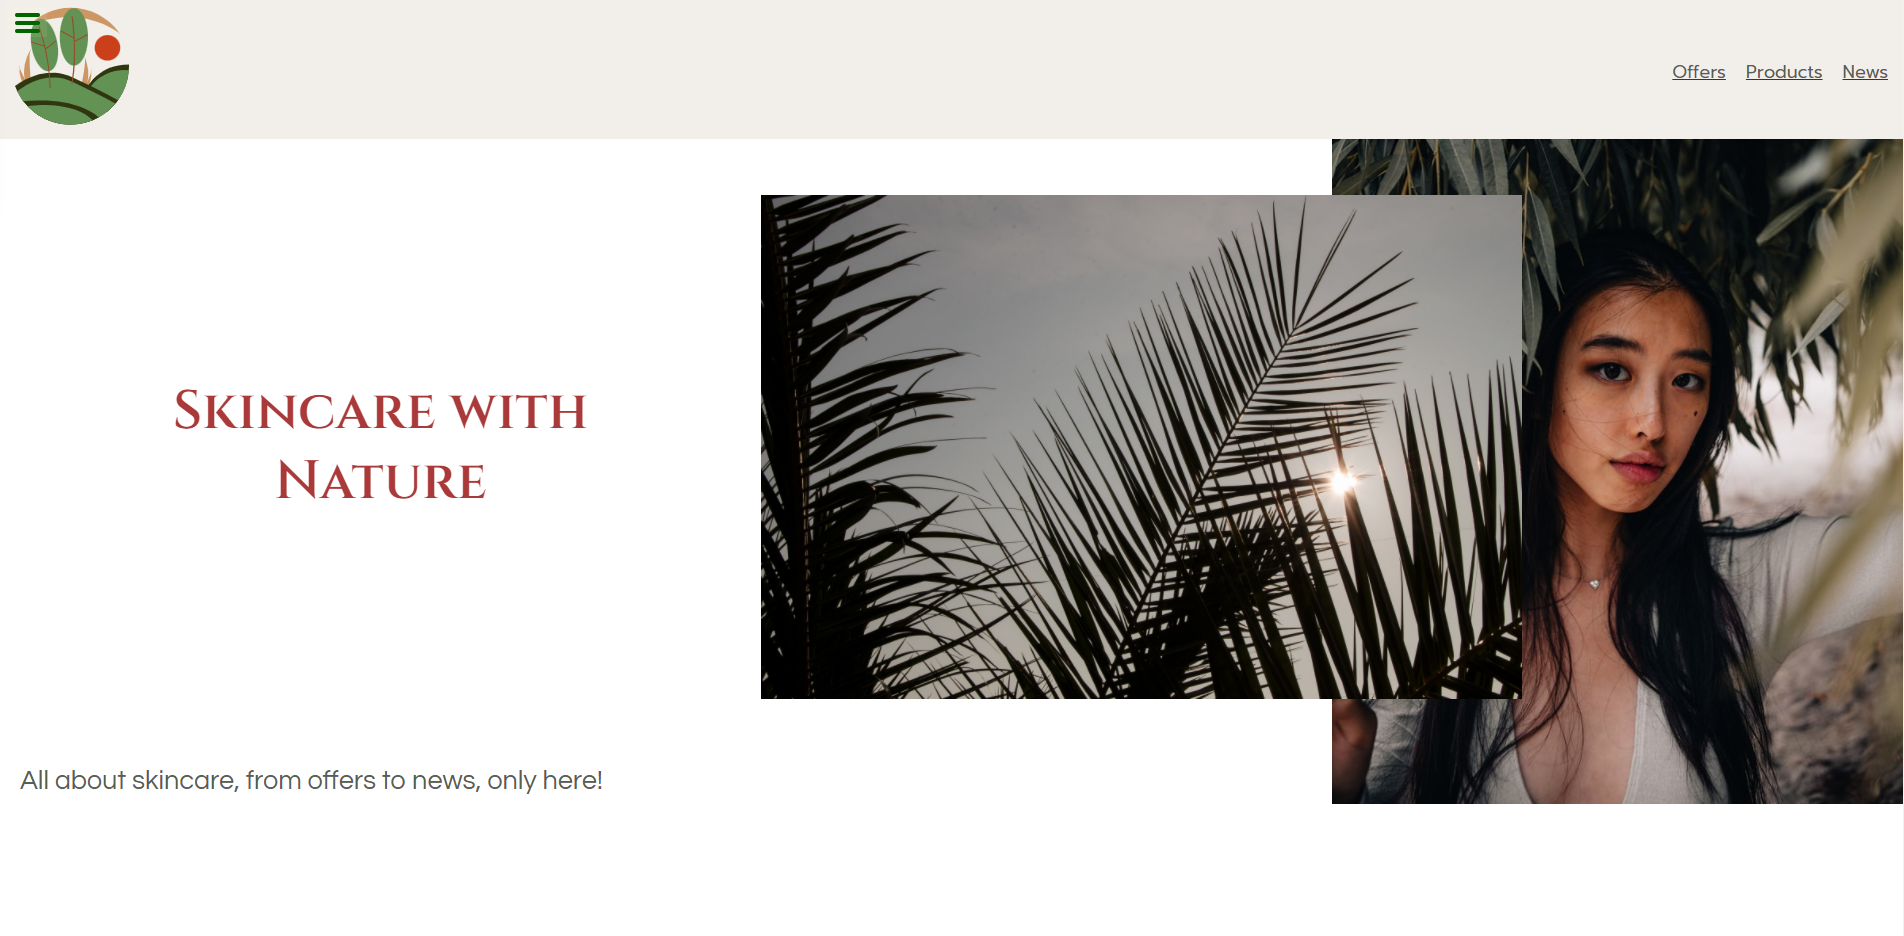 Offers Products News
Skincare with
Nature
All about skincare, from offers to news, only here!